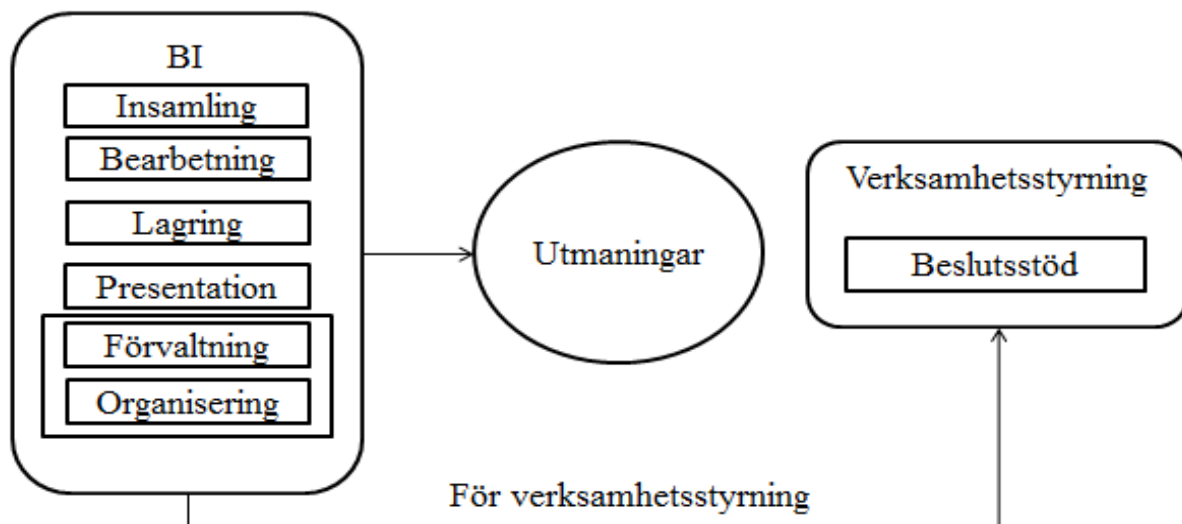 BI
Insamling
Bearbetning
Lagring
Presentation
Förvaltning
Organisering
Utmaningar
Verksamhetsstyrning
Beslutsstöd
För verksamhetsstyrning